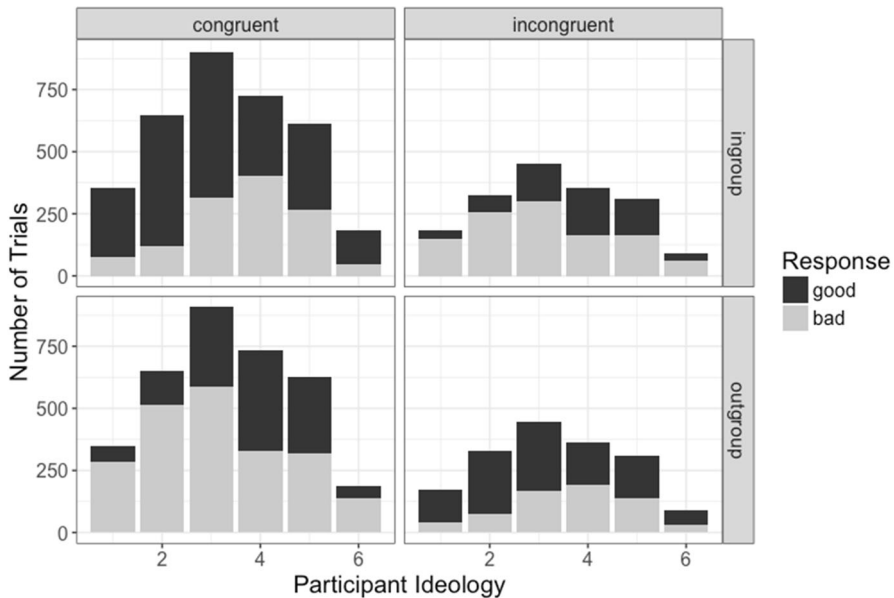 congruent
incongruent
Number of Trials
750
500
250
0
ingroup
750
500
250
0
outgroup
2
4
6
2
4
6
Participant Ideology
Response
good
bad